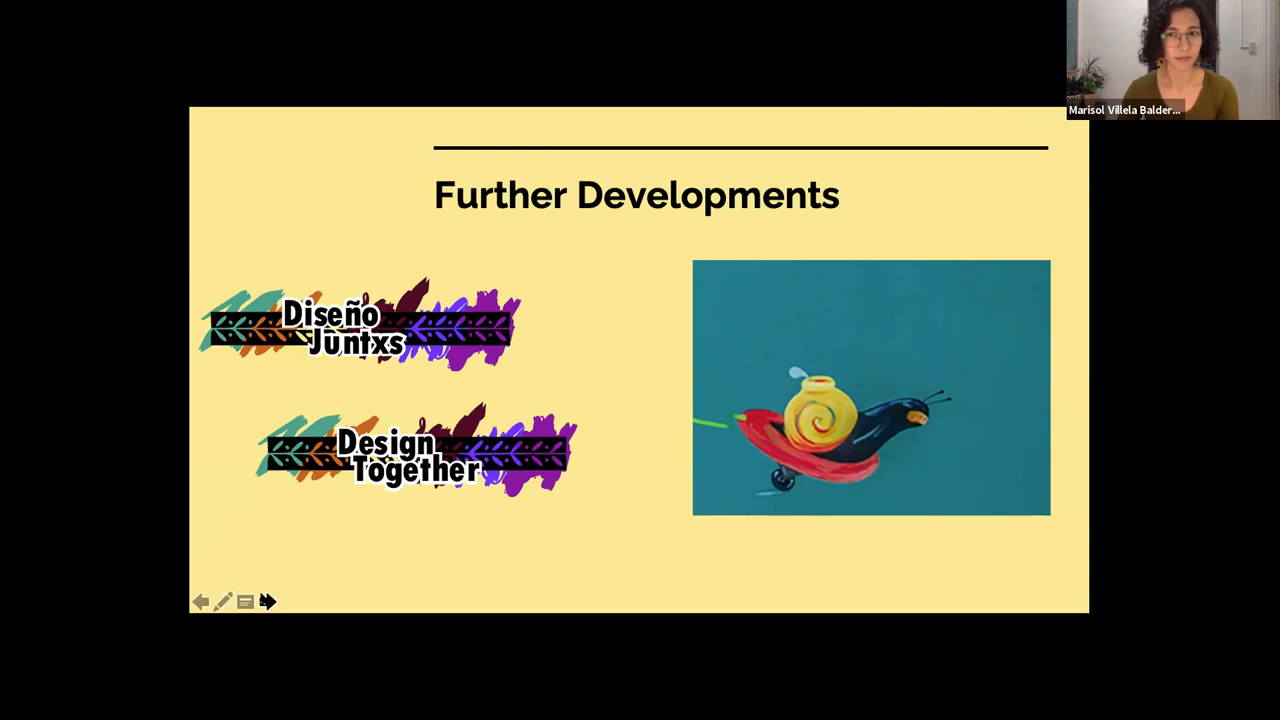 Marisol Villela Balder...
Further Developments
Diseño
Juntxs
Design
Together